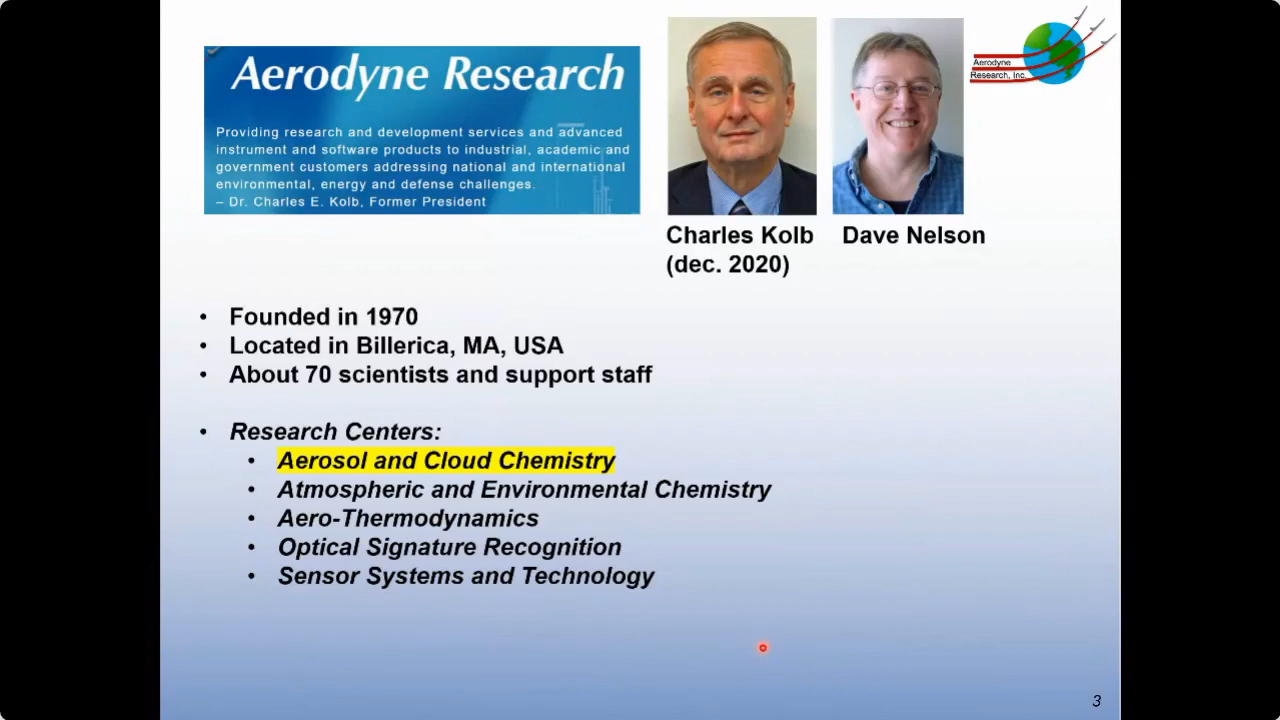 Aerodyne Research
Providing research and development services and advanced
instrument and software products to industrial, academic and
government customers addressing national and international
environmental, energy and defense challenges.
– Dr. Charles E. Kolb, Former President
Aerodyne
Research, Inc.
Charles Kolb
(dec. 2020)
Dave Nelson
• Founded in 1970
• Located in Billerica, MA, USA
• About 70 scientists and support staff
• Research Centers:
• Aerosol and Cloud Chemistry
• Atmospheric and Environmental Chemistry
• Aero-Thermodynamics
• Optical Signature Recognition
• Sensor Systems and Technology
3